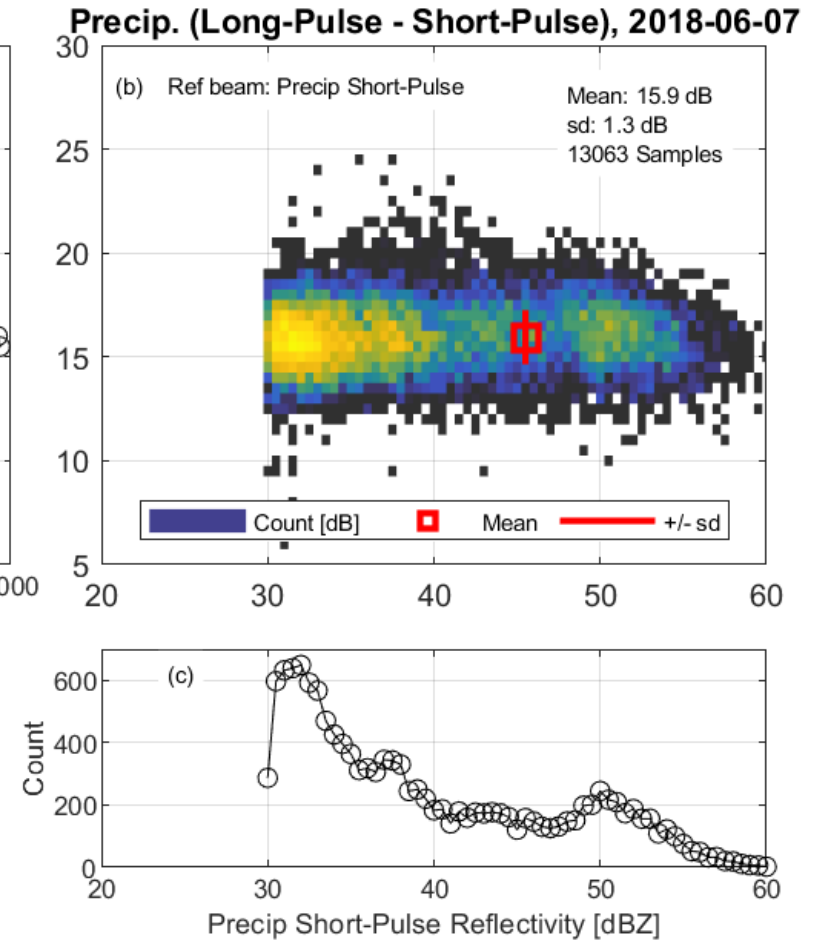 Precip. (Long-Pulse - Short-Pulse), 2018-06-07
30
(b) Ref beam: Precip Short-Pulse
Mean: 15.9 dB
sd: 1.3 dB
13063 Samples
25
20
15
10
Count [dB] Mean +/- sd
5
000
20 30 40 50 60
(c)
600
400
200
0
Count
20 30 40 50 60
Precip Short-Pulse Reflectivity [dBZ]